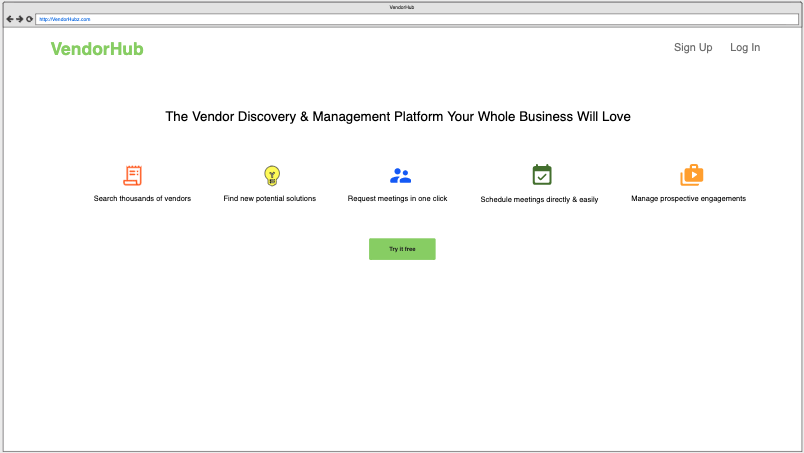 VendorHub
http://VendorHubz.com
VendorHub
Sign Up
Log In
The Vendor Discovery & Management Platform Your Whole Business Will Love
Search thousands of vendors
Find new potential solutions
Request meetings in one click
Schedule meetings directly & easily
Manage prospective engagements
Try it free